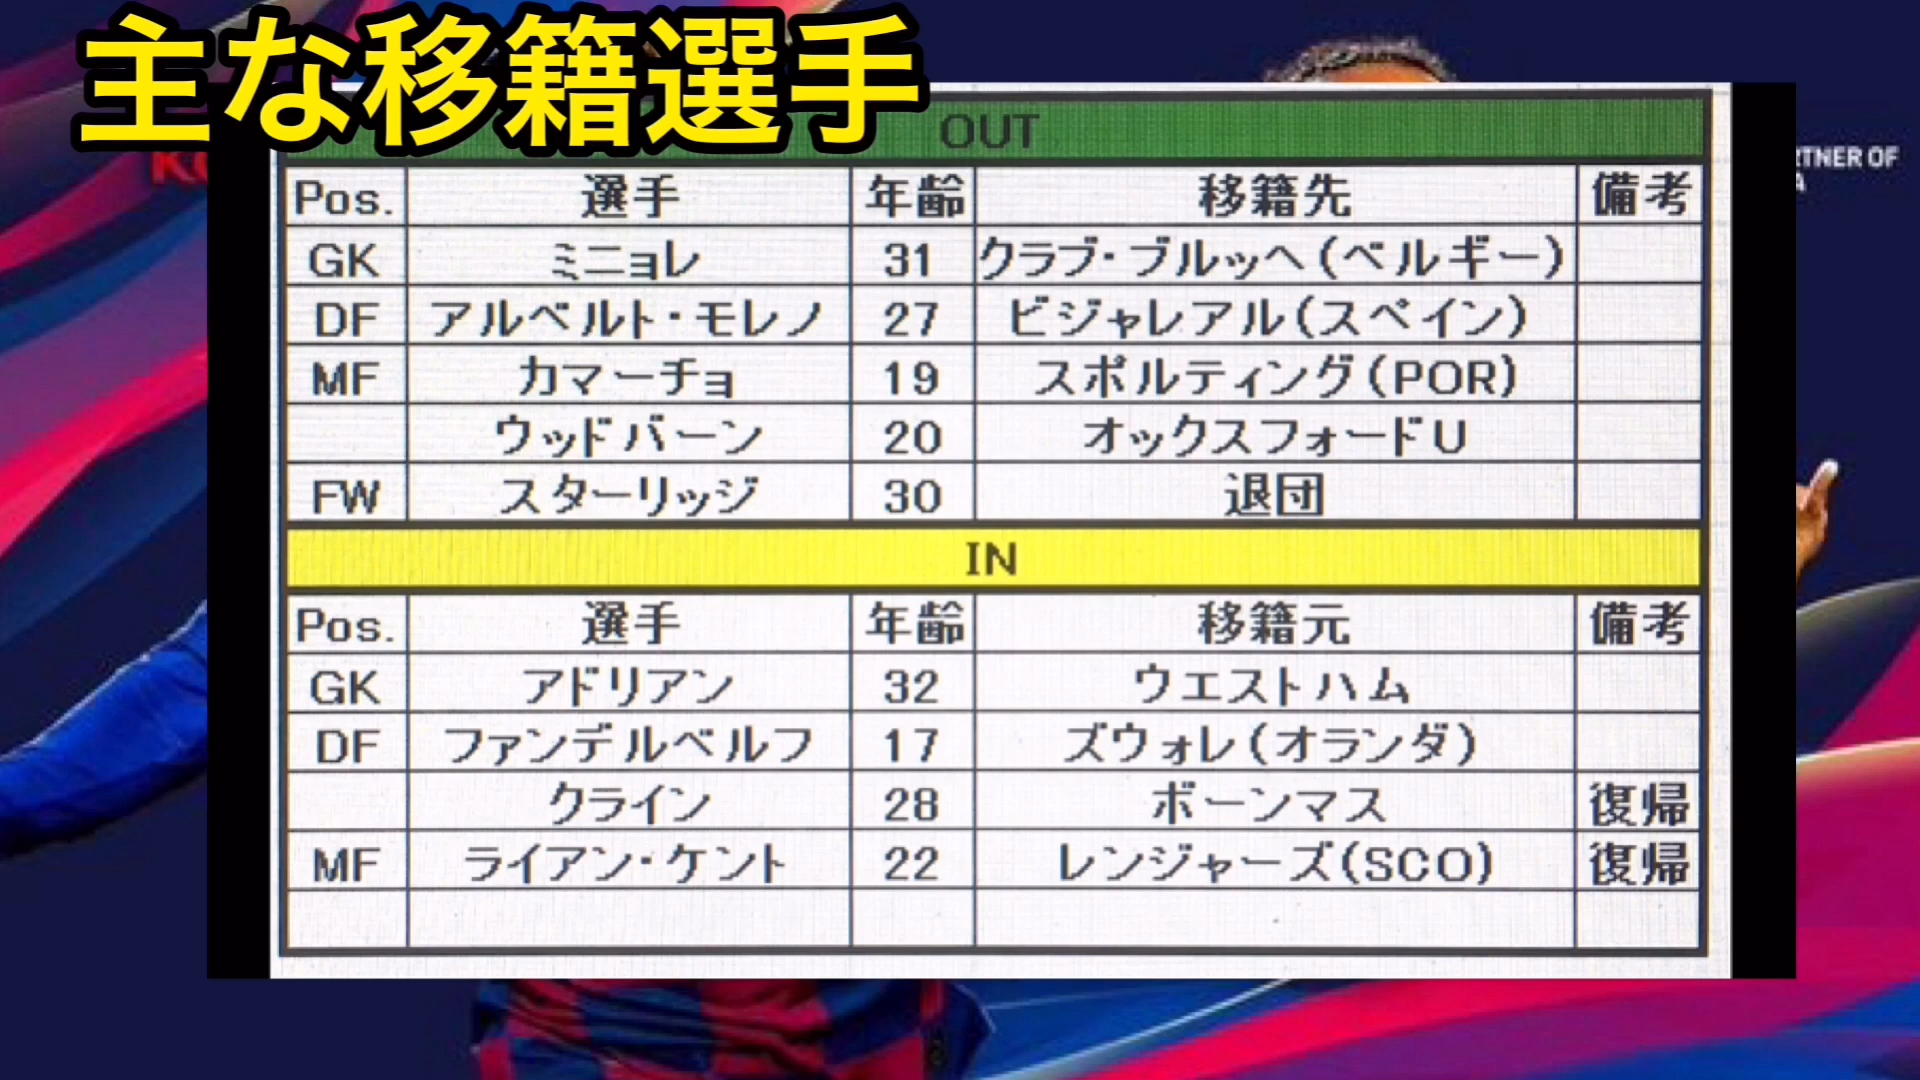 主な移籍選手
OUT
RTNER OF
Pos. 選手 年齢 移籍先 備考
GK ミニョレ 31 クラブ・ブルッヘ(ベルギー)
DF アルベルト・モレノ 27 ビジャレアル(スペイン)
MF カマーチョ 19 スポルティング(POR)
ウッドバーン 20 オックスフォードU
FW スターリッジ 30 退団
IN
Pos. 選手 年齢 移籍元 備考
GK アドリアン 32 ウエストハム
DF ファンデルベルフ 17 ズウォレ(オランダ)
クライン 28 ボーンマス 復帰
MF ライアン・ケント 22 レンジャーズ(SCO) 復帰